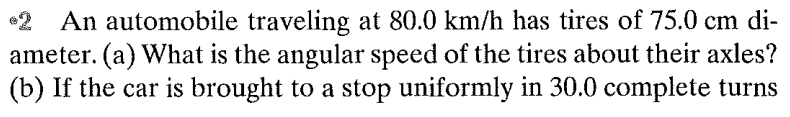 •2 An automobile traveling at 80.0 km/h has tires of 75.0 cm di-
ameter. (a) What is the angular speed of the tires about their axles?
(b) If the car is brought to a stop uniformly in 30.0 complete turns